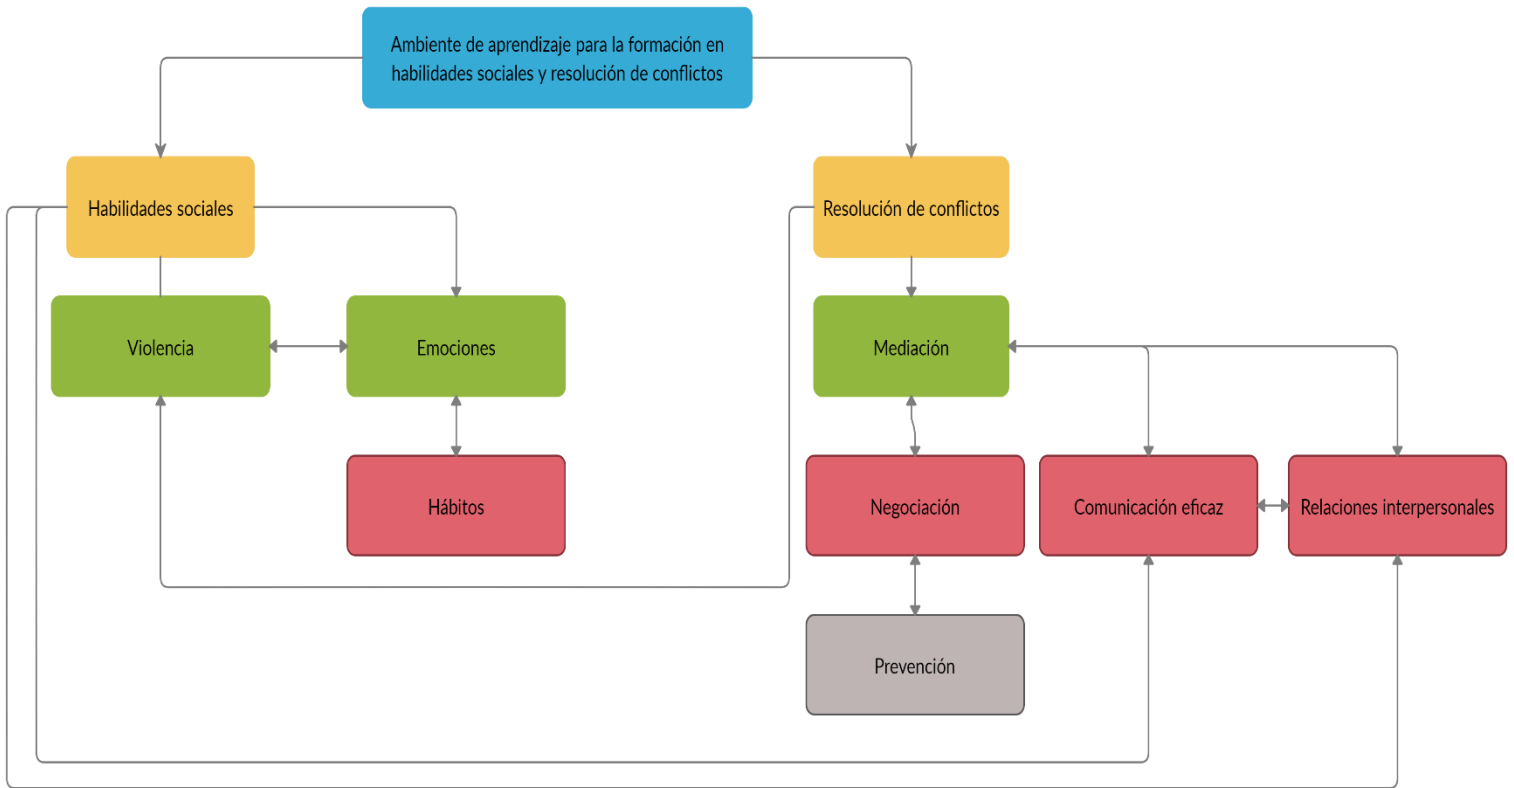 Ambiente de aprendizaje para la formación en
habilidades sociales y resolución de conflictos
Habilidades sociales
Resolución de conflictos
Violencia
Emociones
Mediación
Hábitos
Negociación
Comunicación eficaz
Relaciones interpersonales
Prevención